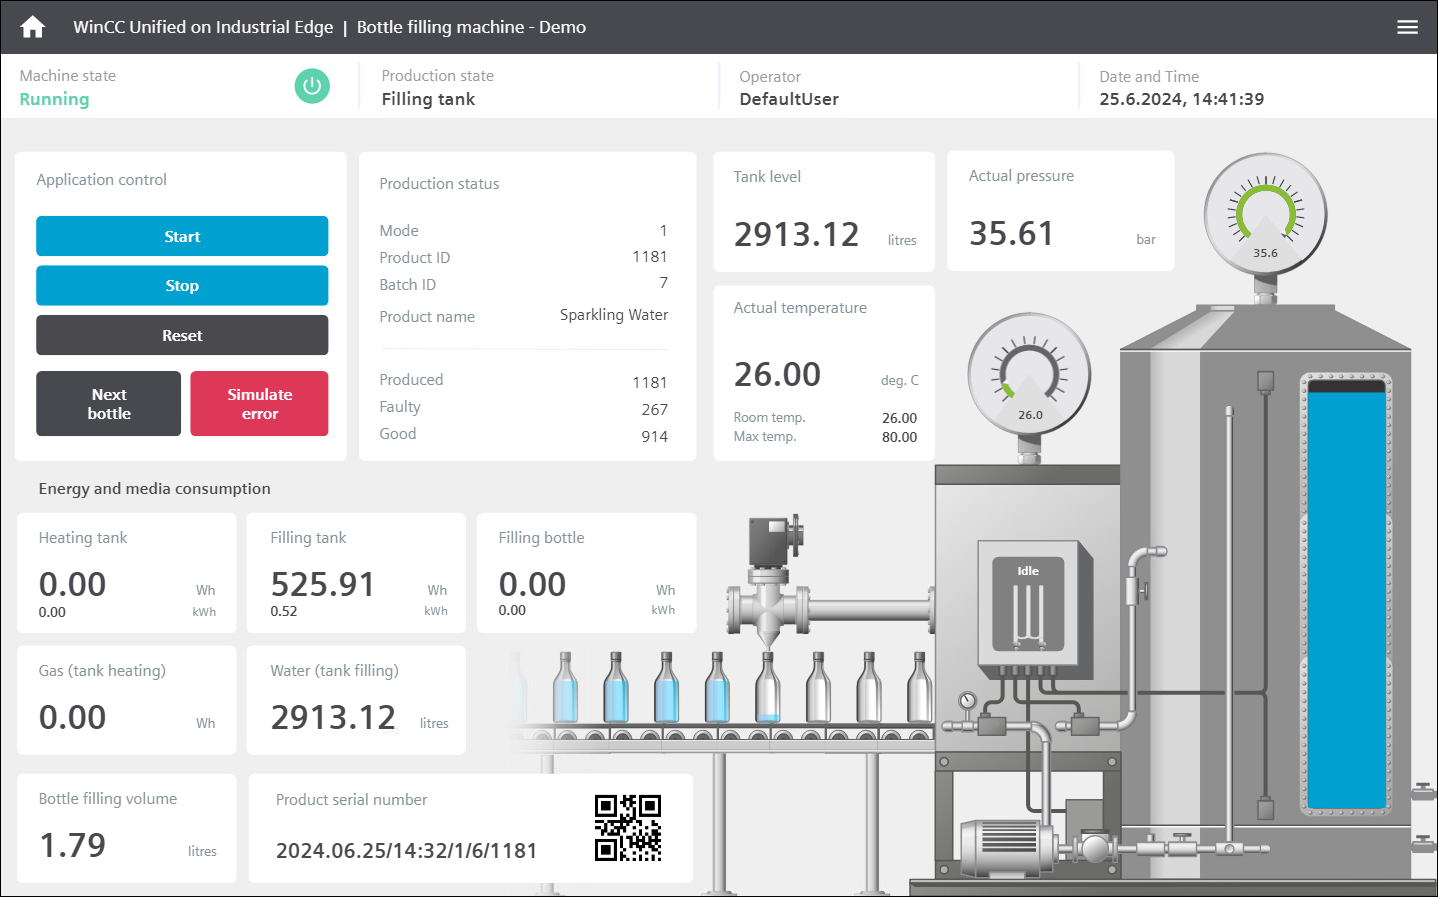 WinCC Unified on Industrial Edge | Bottle filling machine - Demo
Machine state
Running
Production state
Filling tank
Operator
DefaultUser
Date and Time
25.6.2024, 14:41:39
Application control
Start
Stop
Reset
Next
bottle
Simulate
error
Production status
Mode 1
Product ID 1181
Batch ID 7
Product name Sparkling Water
Produced 1181
Faulty 267
Good 914
Tank level
2913.12 litres
Actual pressure
35.61 bar
35.6
Actual temperature
26.00 deg. C
Room temp. 26.00
Max temp. 80.00
26.0
Energy and media consumption
Heating tank
0.00 Wh
0.00 kWh
Filling tank
525.91 Wh
0.52 kWh
Filling bottle
0.00 Wh
0.00 kWh
Idle
Gas (tank heating)
0.00 Wh
Water (tank filling)
2913.12 litres
Bottle filling volume
1.79 litres
Product serial number
2024.06.25/14:32/1/6/1181